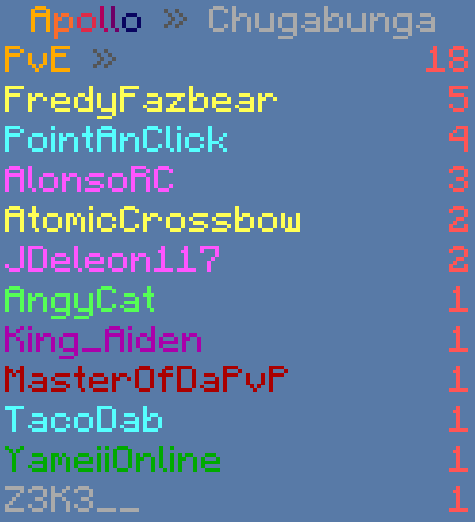 Apollo » Chugabunga
PvE » 18
FredyFazbear 5
PointAnClick 4
AlonsoRC 3
AtomicCrossbow 2
JDeleon117 2
AngyCat 1
King_Aiden 1
MasterOfDaPvP 1
TacoDab 1
YameiiOnline 1
Z3K3__ 1